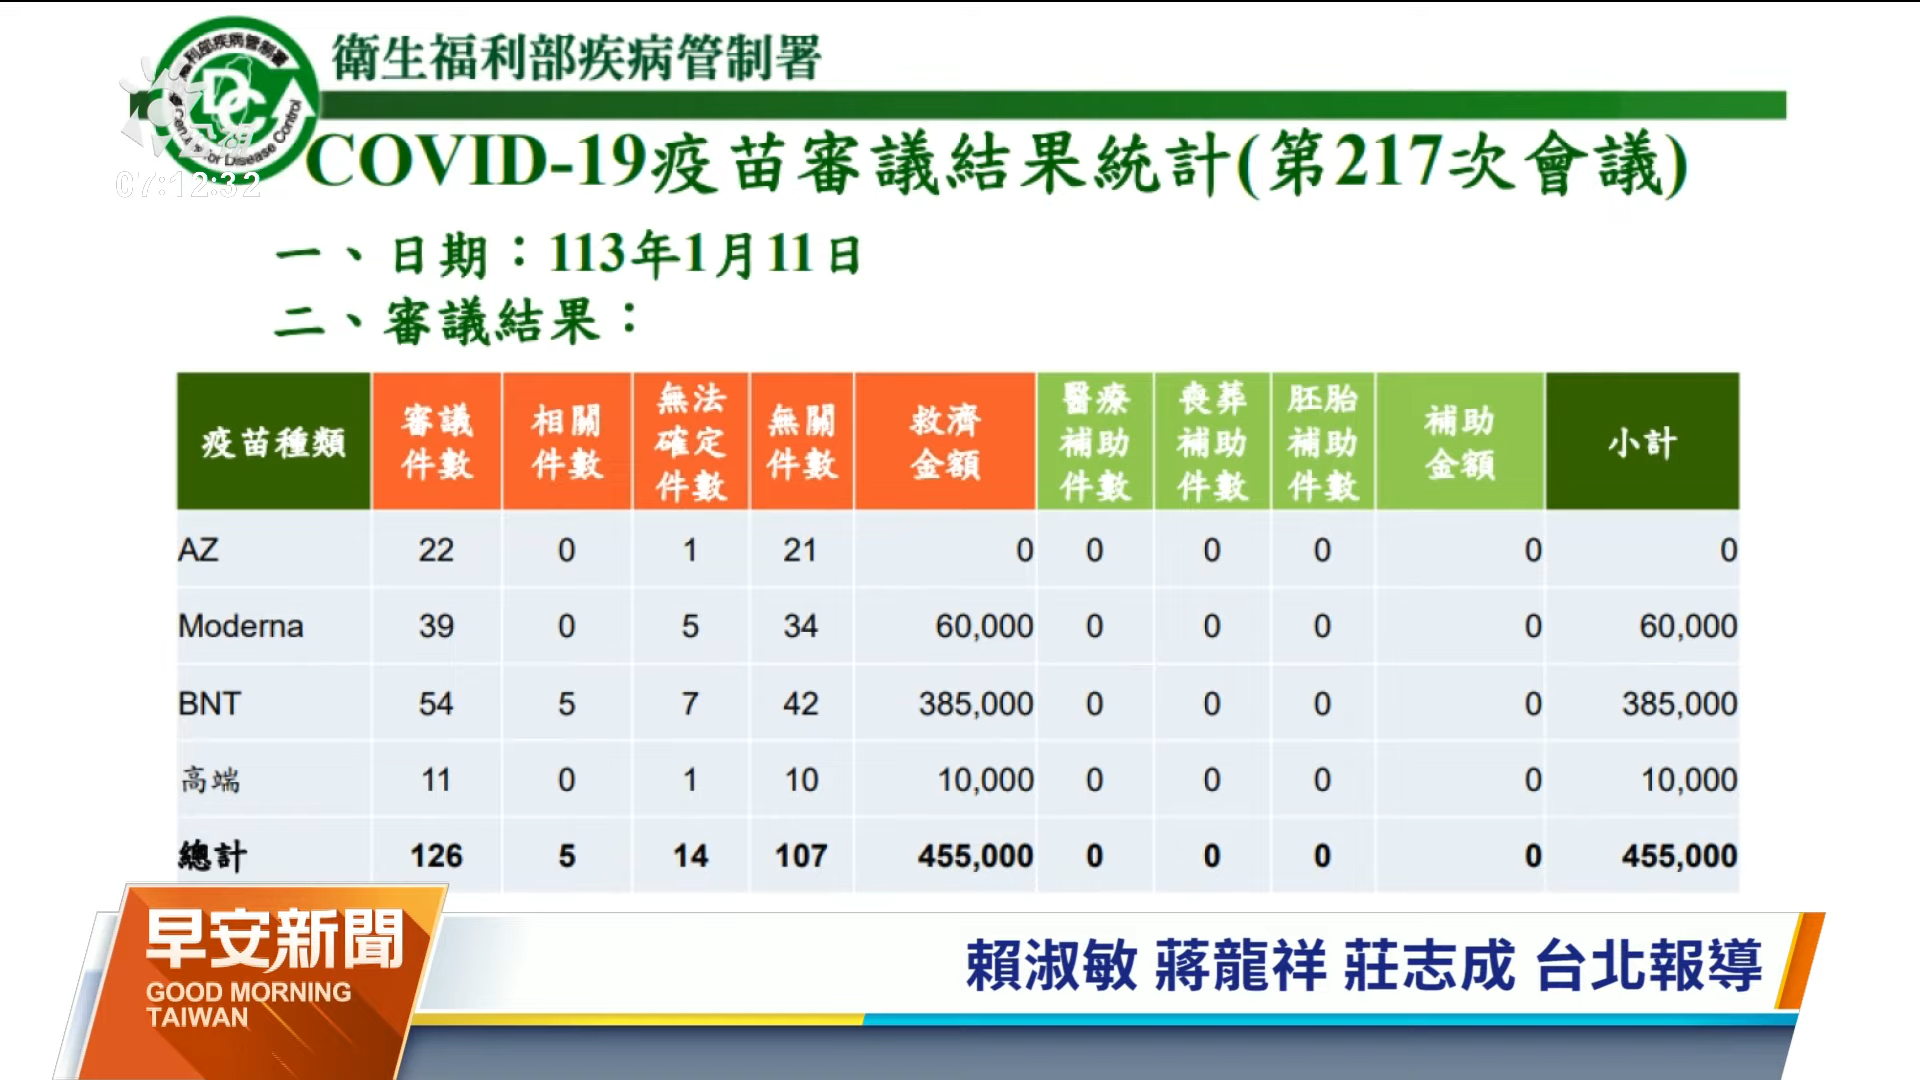 衛生福利部疾病管制署
07:12:32
COVID-19疫苗審議結果統計(第217次會議)
一、日期：113年1月11日
二、審議結果：
疫苗種類 審議件數 相關件數 無法確定件數 無關件數 救濟金額 醫療補助件數 喪葬補助件數 胚胎補助件數 補助金額 小計
AZ 22 0 1 21 0 0 0 0 0 0
Moderna 39 0 5 34 60,000 0 0 0 0 60,000
BNT 54 5 7 42 385,000 0 0 0 0 385,000
高端 11 0 1 10 10,000 0 0 0 0 10,000
總計 126 5 14 107 455,000 0 0 0 0 455,000
早安新聞
GOOD MORNING
TAIWAN
賴淑敏 蔣龍祥 莊志成 台北報導